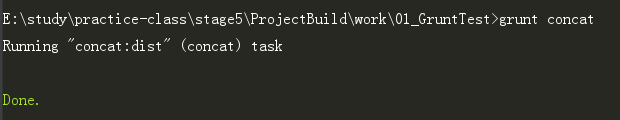 E:\study\practice-class\stage5\ProjectBuild\work\01_GruntTest>grunt concat
Running "concat:dist" (concat) task
Done.